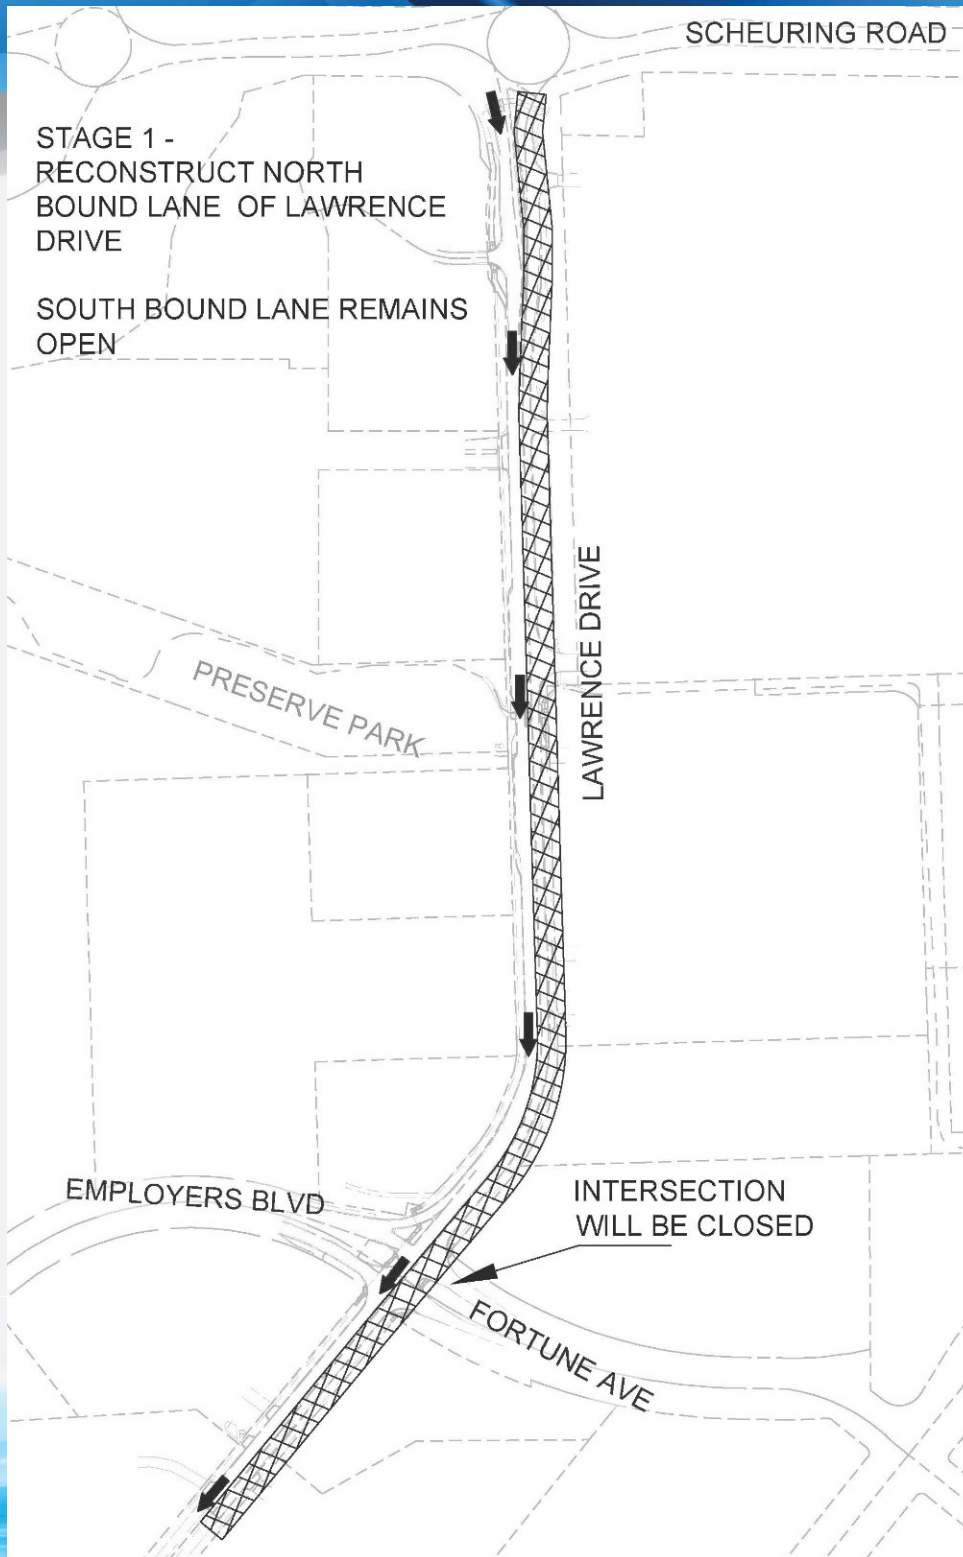 SCHEURING ROAD
STAGE 1 -
RECONSTRUCT NORTH
BOUND LANE OF LAWRENCE
DRIVE
SOUTH BOUND LANE REMAINS
OPEN
LAWRENCE DRIVE
PRESERVE PARK
EMPLOYERS BLVD
INTERSECTION
WILL BE CLOSED
FORTUNE AVE